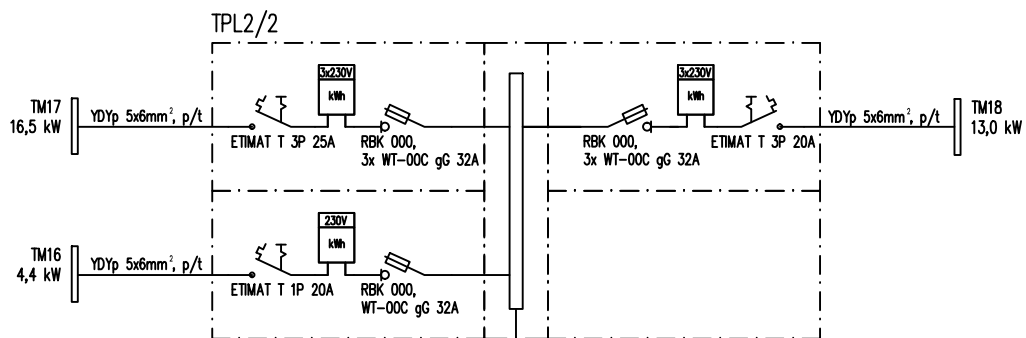 TPL2/2
TM17
16,5 kW
YDYp 5x6mm², p/t
ETIMAT T 3P 25A
3x230V
kWh
RBK 000,
3x WT-00C gG 32A
RBK 000,
3x WT-00C gG 32A
3x230V
kWh
ETIMAT T 3P 20A
YDYp 5x6mm², p/t
TM18
13,0 kW
TM16
4,4 kW
YDYp 5x6mm², p/t
ETIMAT T 1P 20A
230V
kWh
RBK 000,
WT-00C gG 32A